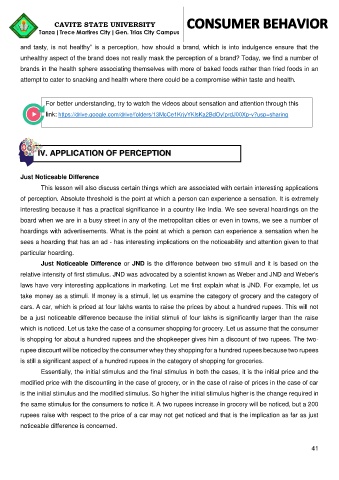 CAVITE STATE UNIVERSITY
Tanza | Trece Martires City | Gen. Trias City Campus
CONSUMER BEHAVIOR
and tasty, is not healthy" is a perception, how should a brand, which is into indulgence ensure that the
unhealthy aspect of the brand does not really mask the perception of a brand? Today, we find a number of
brands in the health sphere associating themselves with more of baked foods rather than fried foods in an
attempt to cater to snacking and health where there could be a compromise within taste and health.
For better understanding, try to watch the videos about sensation and attention through this
link:
IV. APPLICATION OF PERCEPTION
Just Noticeable Difference
This lesson will also discuss certain things which are associated with certain interesting applications
of perception. Absolute threshold is the point at which a person can experience a sensation. It is extremely
interesting because it has a practical significance in a country like India. We see several hoardings on the
board when we are in a busy street in any of the metropolitan cities or even in towns, we see a number of
hoardings with advertisements. What is the point at which a person can experience a sensation when he
sees a hoarding that has an ad - has interesting implications on the noticeability and attention given to that
particular hoarding.
Just Noticeable Difference or JND is the difference between two stimuli and it is based on the
relative intensity of first stimulus. JND was advocated by a scientist known as Weber and JND and Weber's
laws have very interesting applications in marketing. Let me first explain what is JND. For example, let us
take money as a stimuli. If money is a stimuli, let us examine the category of grocery and the category of
cars. A car, which is priced at four lakhs wants to raise the prices by about a hundred rupees. This will not
be a just noticeable difference because the initial stimuli of four lakhs is significantly larger than the raise
which is noticed. Let us take the case of a consumer shopping for grocery. Let us assume that the consumer
is shopping for about a hundred rupees and the shopkeeper gives him a discount of two rupees. The two-
rupee discount will be noticed by the consumer whey they shopping for a hundred rupees because two rupees
is still a significant aspect of a hundred rupees in the category of shopping for groceries.
Essentially, the initial stimulus and the final stimulus in both the cases, it is the initial price and the
modified price with the discounting in the case of grocery, or in the case of raise of prices in the case of car
is the initial stimulus and the modified stimulus. So higher the initial stimulus higher is the change required in
the same stimulus for the consumers to notice it. A two rupees increase in grocery will be noticed, but a 200
rupees raise with respect to the price of a car may not get noticed and that is the implication as far as just
noticeable difference is concerned.
41